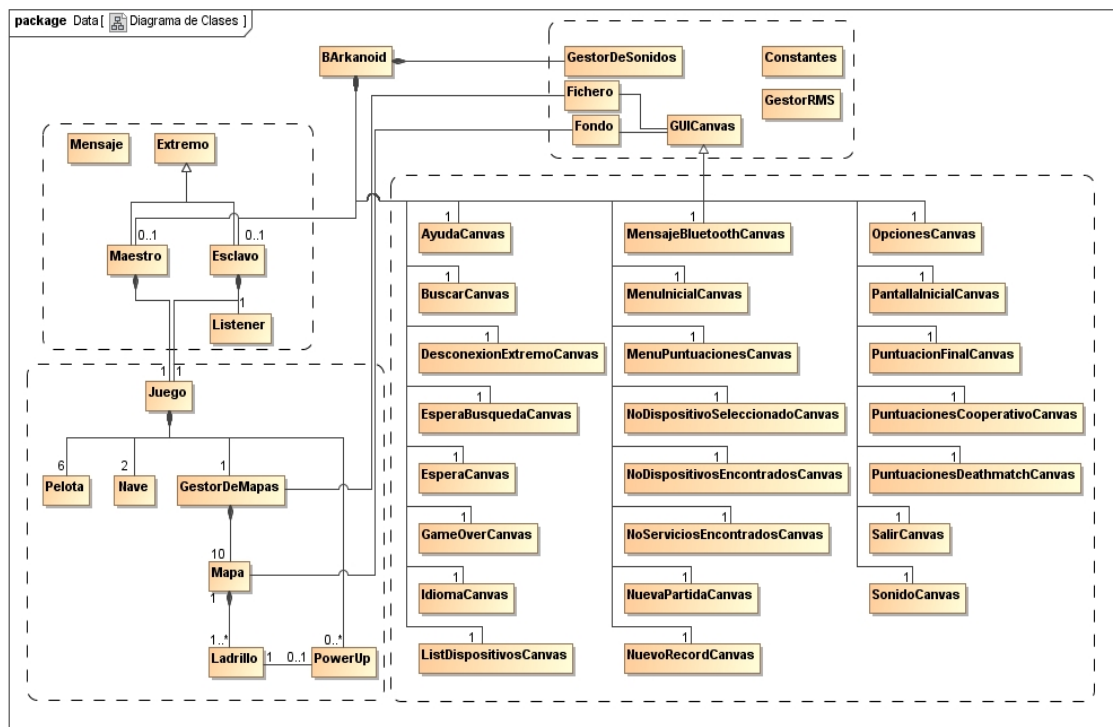 package Data [ Diagrama de Clases ]
BArkanoid
GestorDeSonidos
Constantes
Fichero
GestorRMS
Fondo
GUICanvas
Mensaje
Extremo
0..1
0..1
Maestro
Esclavo
1
Listener
1
1
Juego
6
2
1
Pelota
Nave
GestorDeMapas
10
Mapa
1
1..*
0..*
Ladrillo
1
0..1
PowerUp
1
AyudaCanvas
1
BuscarCanvas
1
DesconexionExtremoCanvas
1
EsperaBusquedaCanvas
1
EsperaCanvas
1
GameOverCanvas
1
IdiomaCanvas
1
ListDispositivosCanvas
1
MensajeBluetoothCanvas
1
MenuInicialCanvas
1
MenuPuntuacionesCanvas
1
NoDispositivoSeleccionadoCanvas
1
NoDispositivosEncontradosCanvas
1
NoServiciosEncontradosCanvas
1
NuevaPartidaCanvas
1
NuevoRecordCanvas
1
OpcionesCanvas
1
PantallaInicialCanvas
1
PuntuacionFinalCanvas
1
PuntuacionesCooperativoCanvas
1
PuntuacionesDeathmatchCanvas
1
SalirCanvas
1
SonidoCanvas